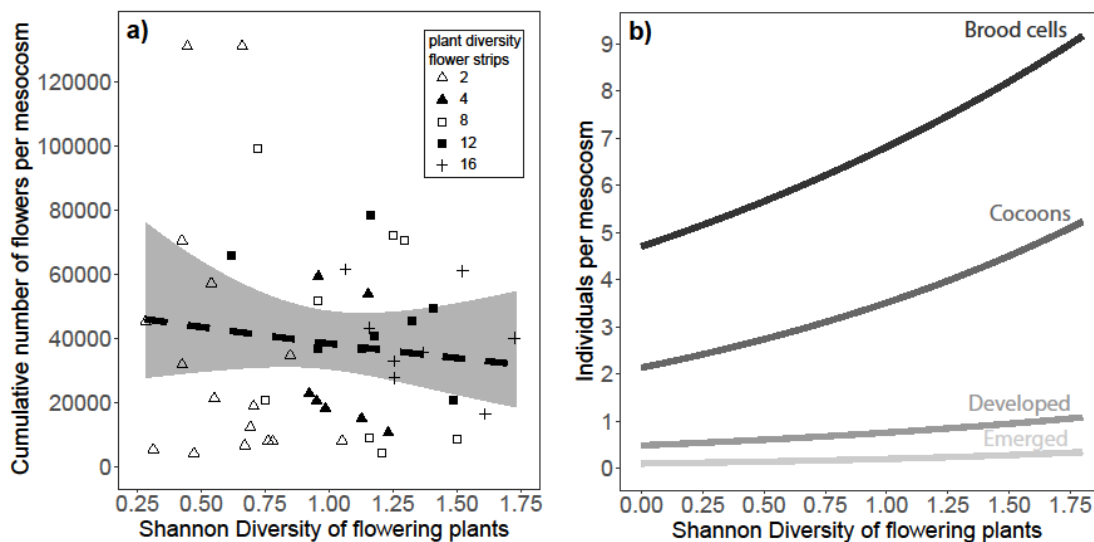 a)
plant diversity
flower strips
2
4
8
12
16
Cumulative number of flowers per mesocosm
120000
100000
80000
60000
40000
20000
0
0.25 0.50 0.75 1.00 1.25 1.50 1.75
Shannon Diversity of flowering plants
b)
Brood cells
Cocoons
Developed
Emerged
Individuals per mesocosm
9
8
7
6
5
4
3
2
1
0
0.00 0.25 0.50 0.75 1.00 1.25 1.50 1.75
Shannon Diversity of flowering plants